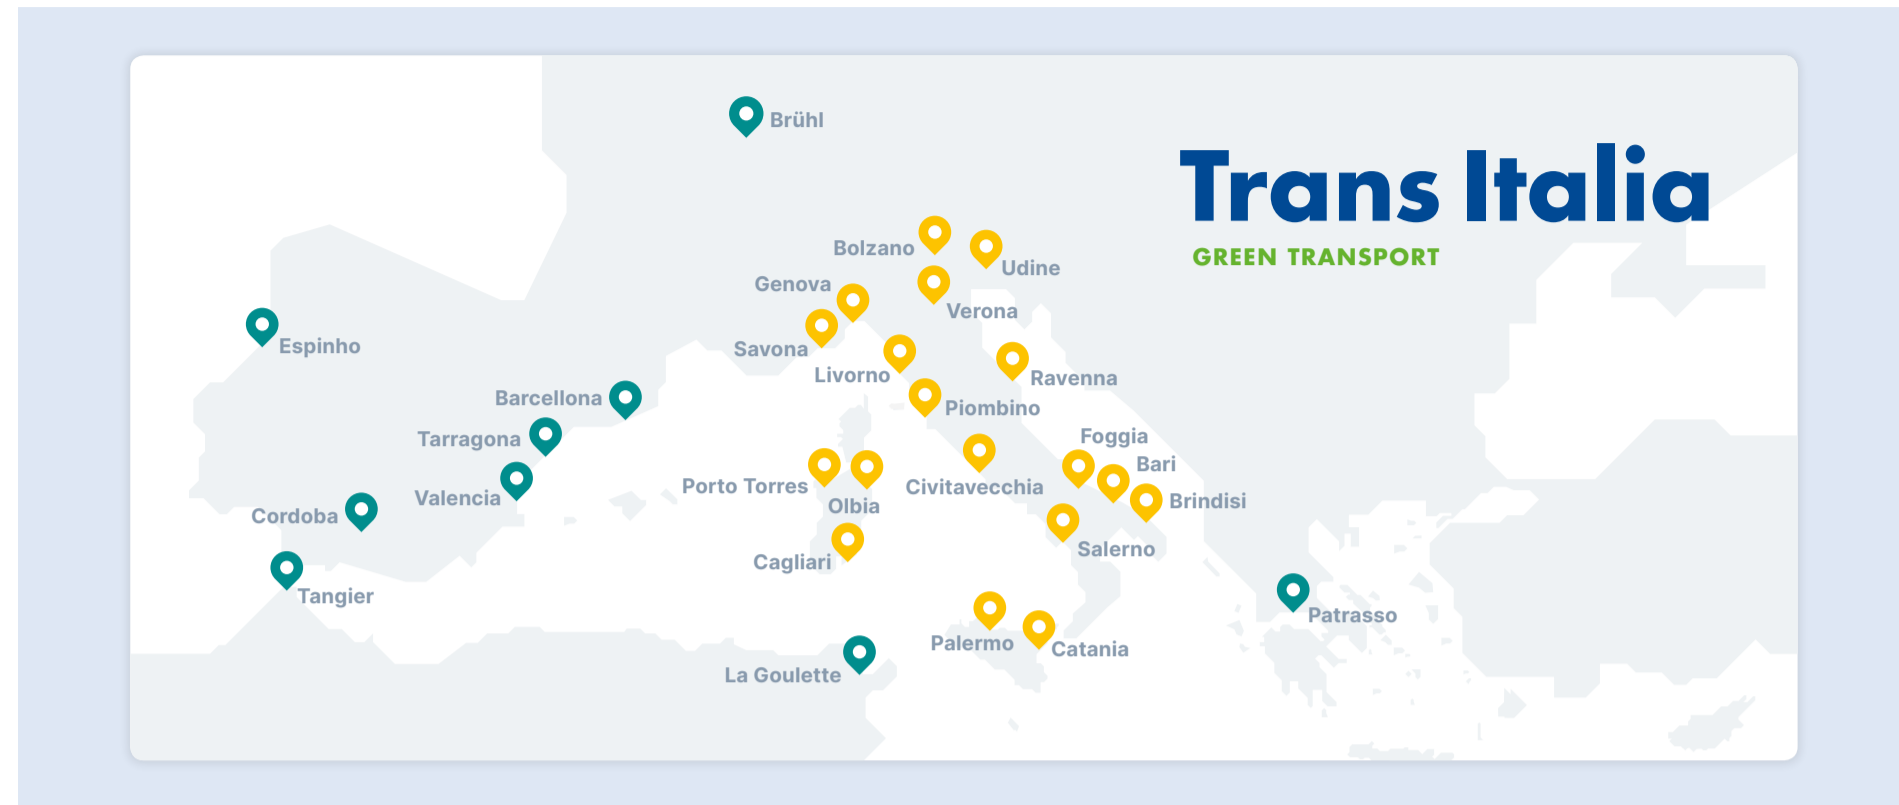 Brühl
Trans Italia
GREEN TRANSPORT
Bolzano
Udine
Genova
Verona
Espinho
Savona
Livorno
Ravenna
Barcellona
Piombino
Tarragona
Foggia
Bari
Porto Torres
Civitavecchia
Valencia
Olbia
Brindisi
Cordoba
Salerno
Cagliari
Tangier
Patrasso
Palermo
Catania
La Goulette